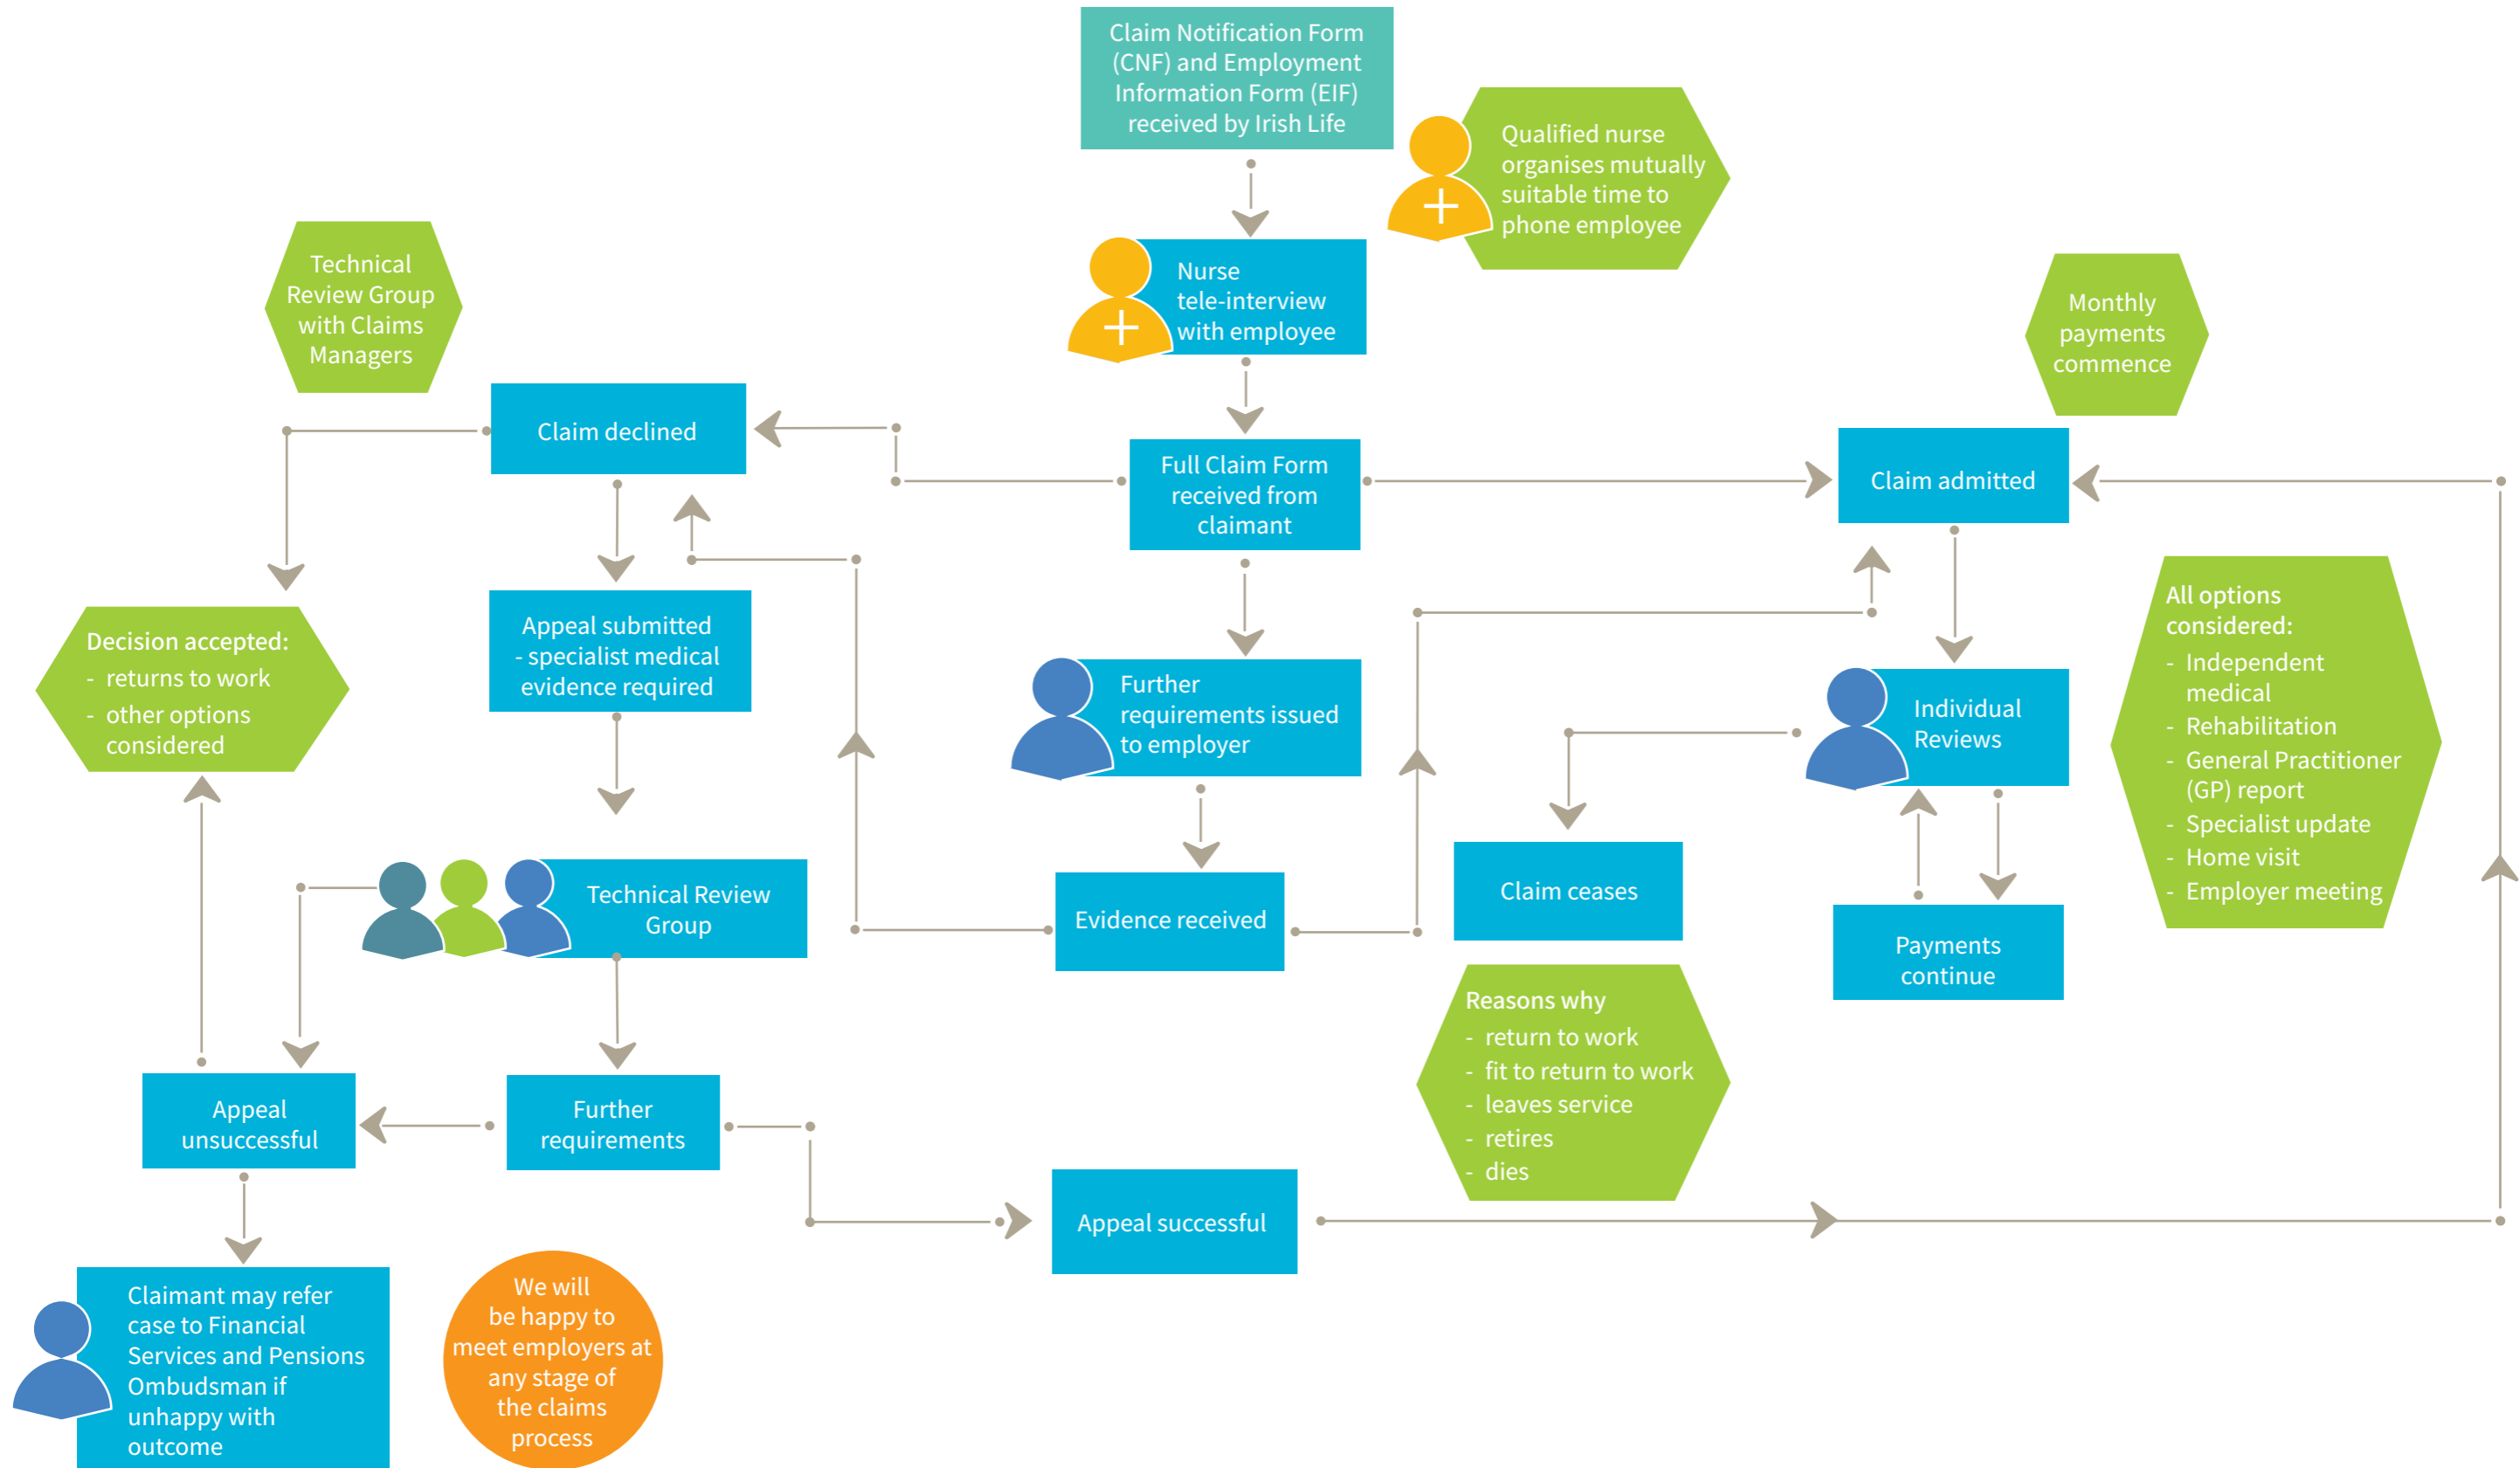 Claim Notification Form
(CNF) and Employment
Information Form (EIF)
received by Irish Life
Qualified nurse
organises mutually
suitable time to
phone employee
Nurse
tele-interview
with employee
Technical
Review Group
with Claims
Managers
Monthly
payments
commence
Claim declined
Full Claim Form
received from
claimant
Claim admitted
Decision accepted:
- returns to work
- other options
considered
Appeal submitted
- specialist medical
evidence required
Further
requirements issued
to employer
Individual
Reviews
All options
considered:
- Independent
medical
- Rehabilitation
- General Practitioner
(GP) report
- Specialist update
- Home visit
- Employer meeting
Technical Review
Group
Evidence received
Claim ceases
Payments
continue
Reasons why
- return to work
- fit to return to work
- leaves service
- retires
- dies
Appeal
unsuccessful
Further
requirements
Appeal successful
Claimant may refer
case to Financial
Services and Pensions
Ombudsman if
unhappy with
outcome
We will
be happy to
meet employers at
any stage of
the claims
process